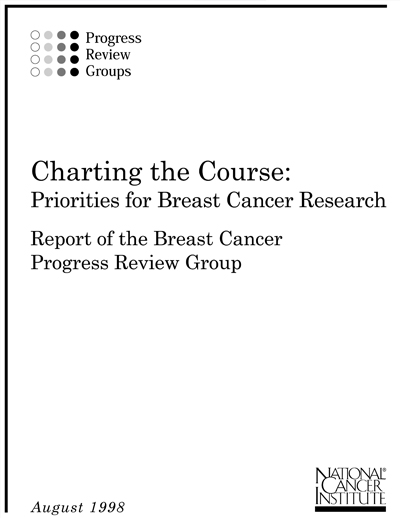 Progress
Review
Groups
Charting the Course:
Priorities for Breast Cancer Research
Report of the Breast Cancer
Progress Review Group
NATIONAL®
CANCER
INSTITUTE
August 1998